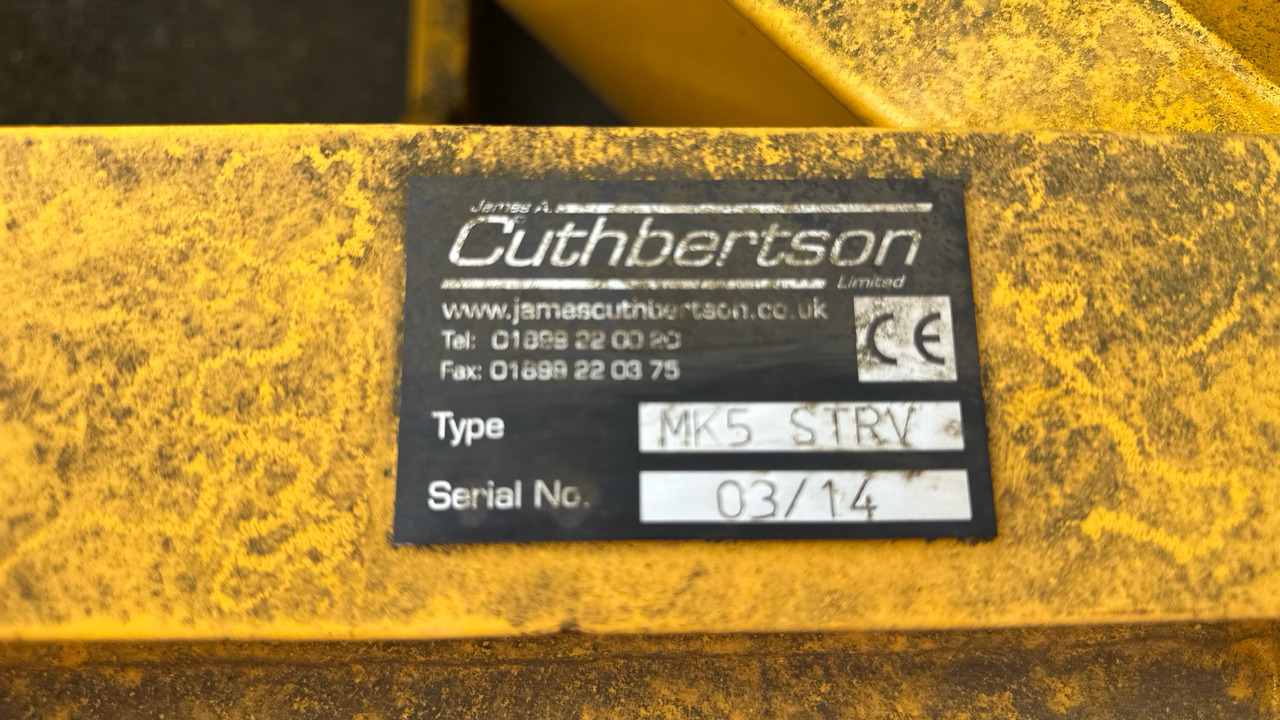 James A.
Cuthbertson
Limited
www.jamescuthbertson.co.uk
Tel: 01899 22 00 20
Fax: 01899 22 03 75
CE
Type MK5 STRV
Serial No. 03/14